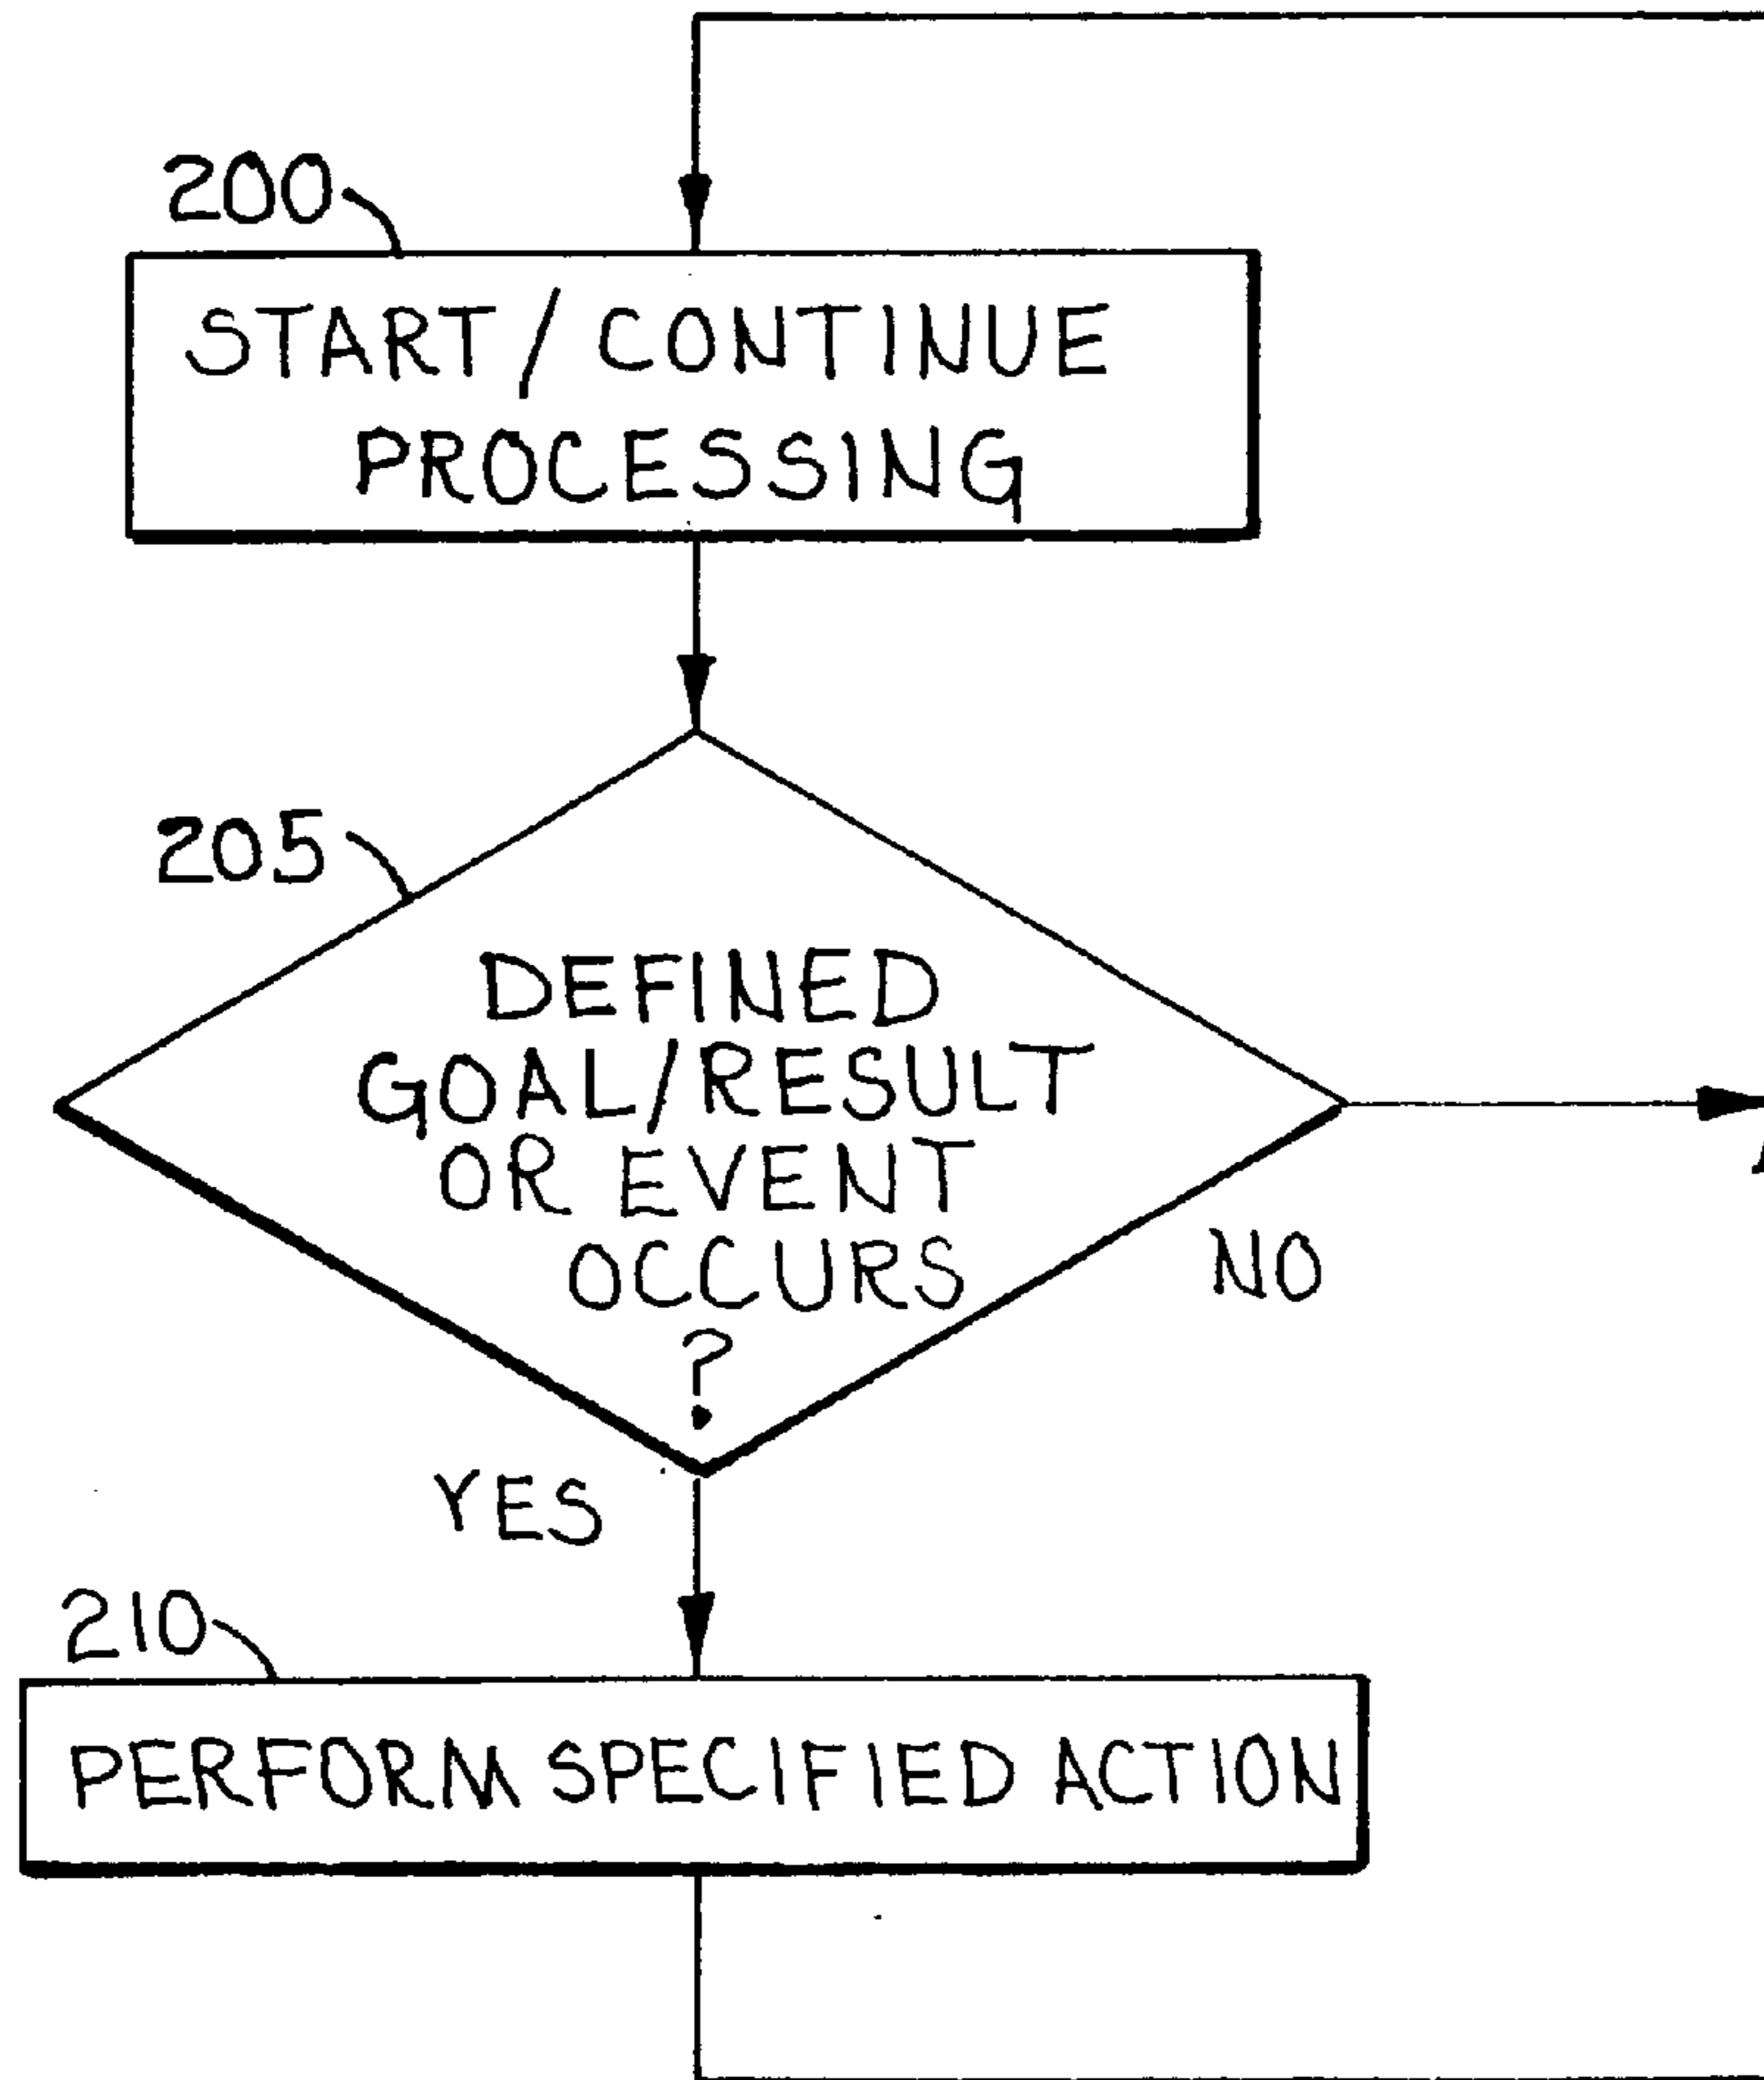 200
START/CONTINUE
PROCESSING
205
DEFINED
GOAL/RESULT
OR EVENT
OCCURS
?
NO
YES
210
PERFORM SPECIFIED ACTION